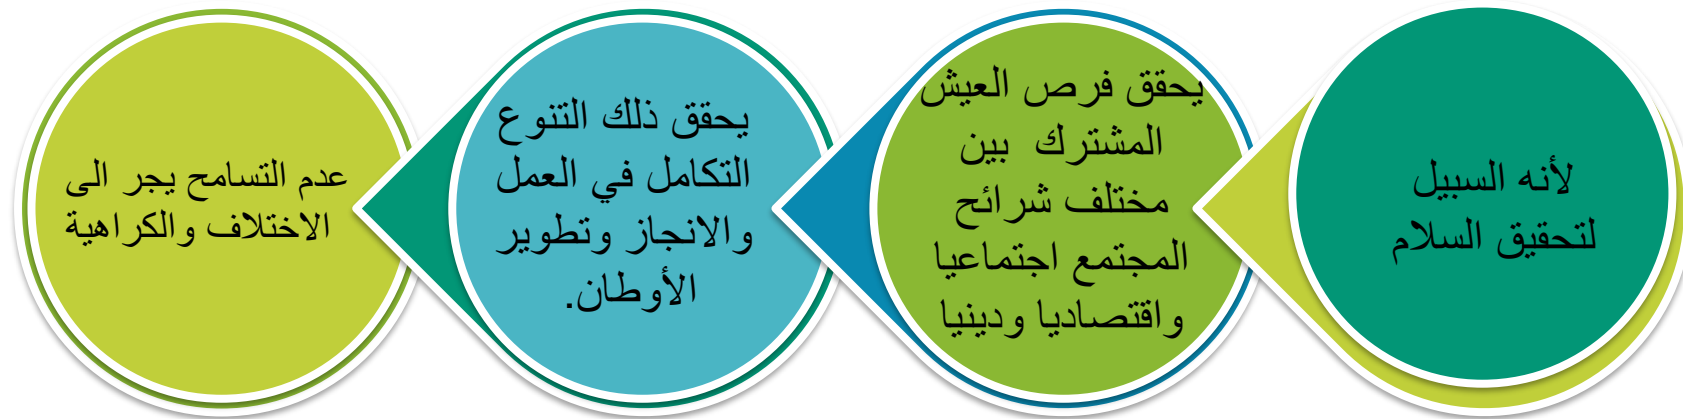 لأنه السبيل
لتحقيق السلام
يحقق فرص العيش
المشترك بين
مختلف شرائح
المجتمع اجتماعيا
واقتصاديا ودينيا
يحقق ذلك التنوع
التكامل في العمل
والانجاز وتطوير
الأوطان.
عدم التسامح يجر الى
الاختلاف والكراهية